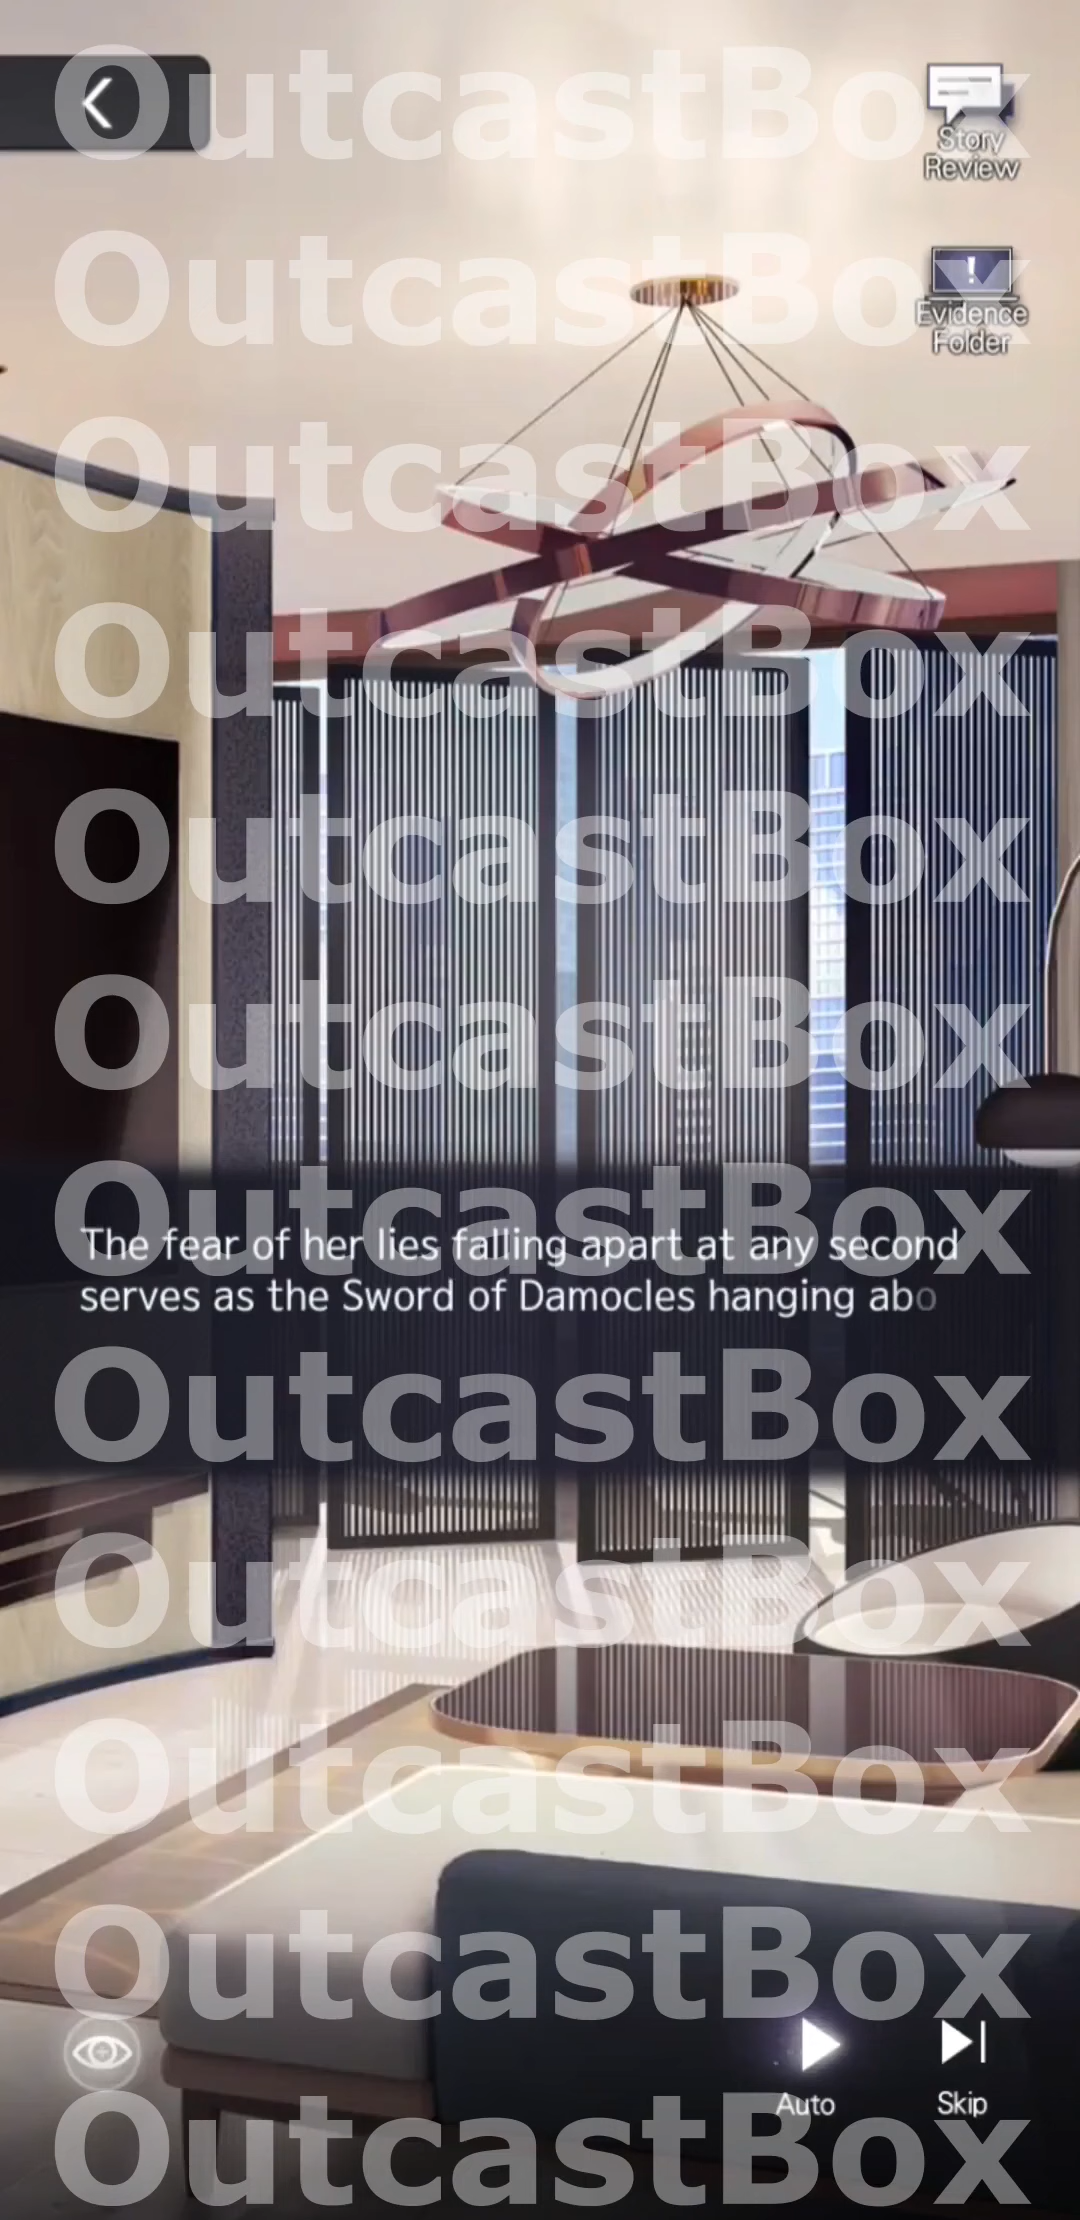 OutcastBox
Story
Review
OutcastBox
Evidence
Folder
OutcastBox
OutcastBox
OutcastBox
OutcastBox
OutcastBox
The fear of her lies falling apart at any second
serves as the Sword of Damocles hanging abo
OutcastBox
OutcastBox
OutcastBox
OutcastBox
Auto
Skip
OutcastBox